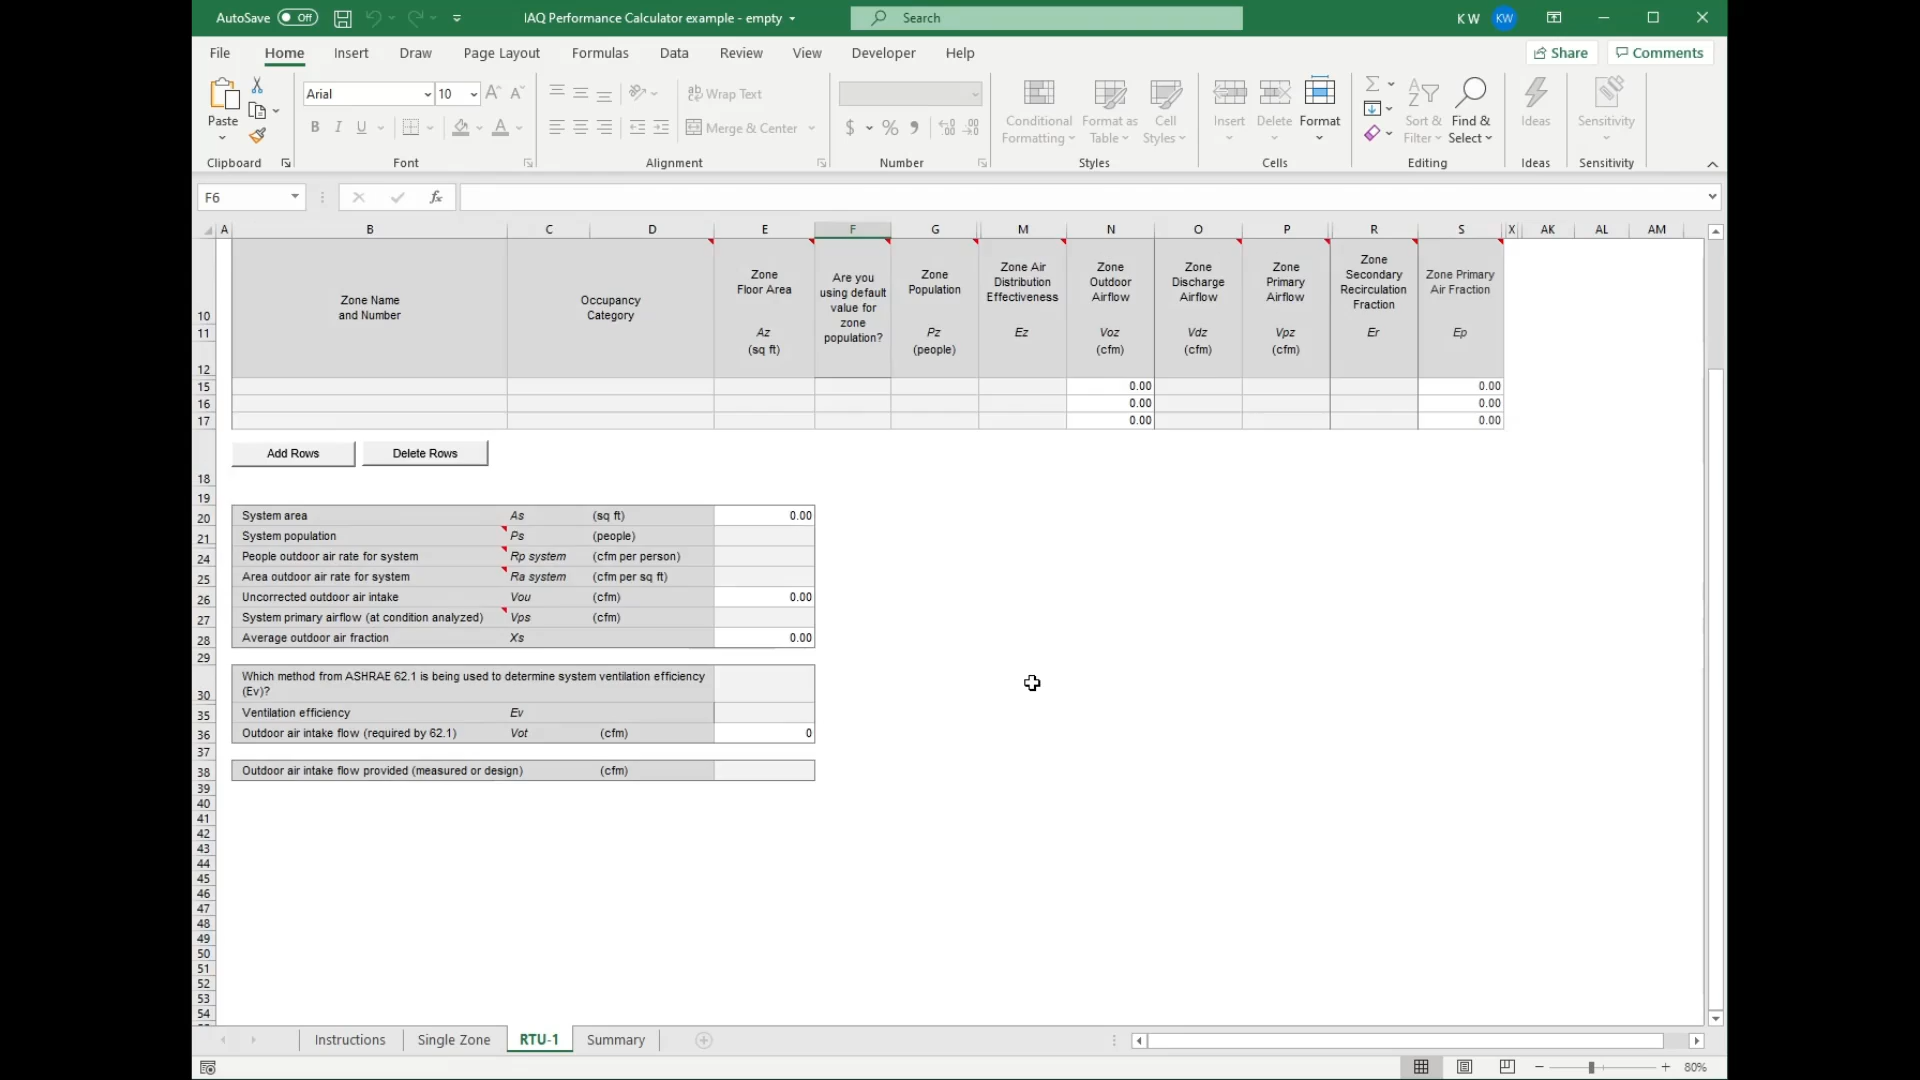 AutoSave Off IAQ Performance Calculator example - empty Search K W KW
File Home Insert Draw Page Layout Formulas Data Review View Developer Help Share Comments
Paste Arial 10 Wrap Text Conditional Formatting Format as Table Cell Styles Insert Delete Format Sort & Filter Find & Select Ideas Sensitivity
B I U Merge & Center $ % 9
Clipboard Font Alignment Number Styles Cells Editing Ideas Sensitivity
F6 fx
A B C D E F G M N O P R S X AK AL AM
10 Zone Name and Number Occupancy Category Zone Floor Area Are you using default value for zone population? Zone Population Zone Air Distribution Effectiveness Zone Outdoor Airflow Zone Discharge Airflow Zone Primary Airflow Zone Secondary Recirculation Fraction Zone Primary Air Fraction
11 Az Pz Ez Voz Vdz Vpz Er Ep
12 (sq ft) (people) (cfm) (cfm) (cfm)
15 0.00 0.00
16 0.00 0.00
17 0.00 0.00
18 Add Rows Delete Rows
19
20 System area As (sq ft) 0.00
21 System population Ps (people)
24 People outdoor air rate for system Rp system (cfm per person)
25 Area outdoor air rate for system Ra system (cfm per sq ft)
26 Uncorrected outdoor air intake Vou (cfm) 0.00
27 System primary airflow (at condition analyzed) Vps (cfm)
28 Average outdoor air fraction Xs 0.00
29
30 Which method from ASHRAE 62.1 is being used to determine system ventilation efficiency (Ev)?
35 Ventilation efficiency Ev
36 Outdoor air intake flow (required by 62.1) Vot (cfm) 0
37
38 Outdoor air intake flow provided (measured or design) (cfm)
39
40
41
42
43
44
45
46
47
48
49
50
51
52
53
54
Instructions Single Zone RTU-1 Summary
80%